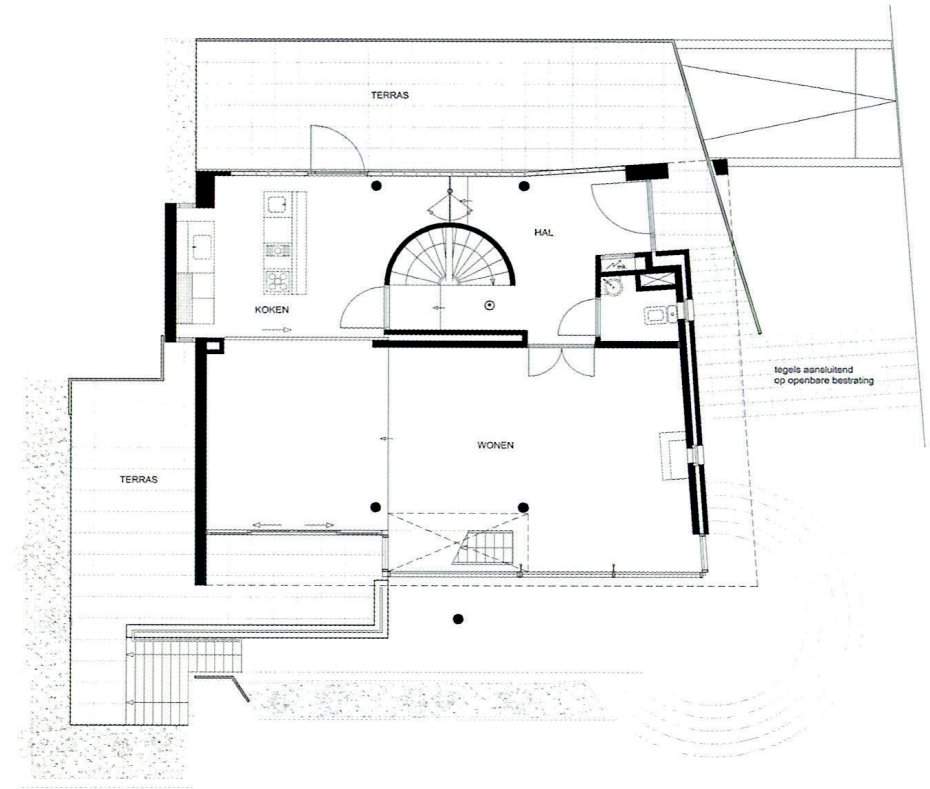 TERRAS
HAL
KOKEN
tegels aansluitend
op openbare bestrating
WONEN
TERRAS